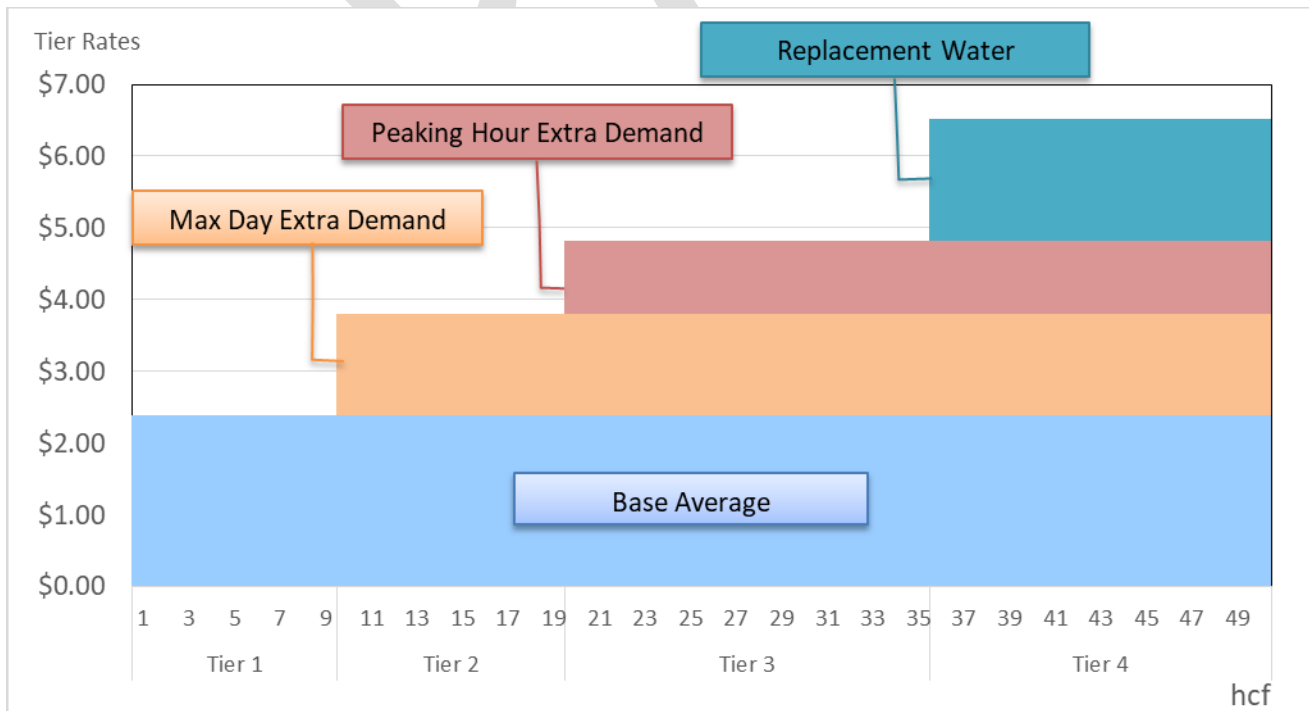 Tier Rates
Replacement Water
$7.00
Peaking Hour Extra Demand
$6.00
Max Day Extra Demand
$5.00
$4.00
$3.00
$2.00
Base Average
$1.00
$0.00
1 3 5 7 9 11 13 15 17 19 21 23 25 27 29 31 33 35 37 39 41 43 45 47 49
Tier 1 Tier 2 Tier 3 Tier 4
hcf